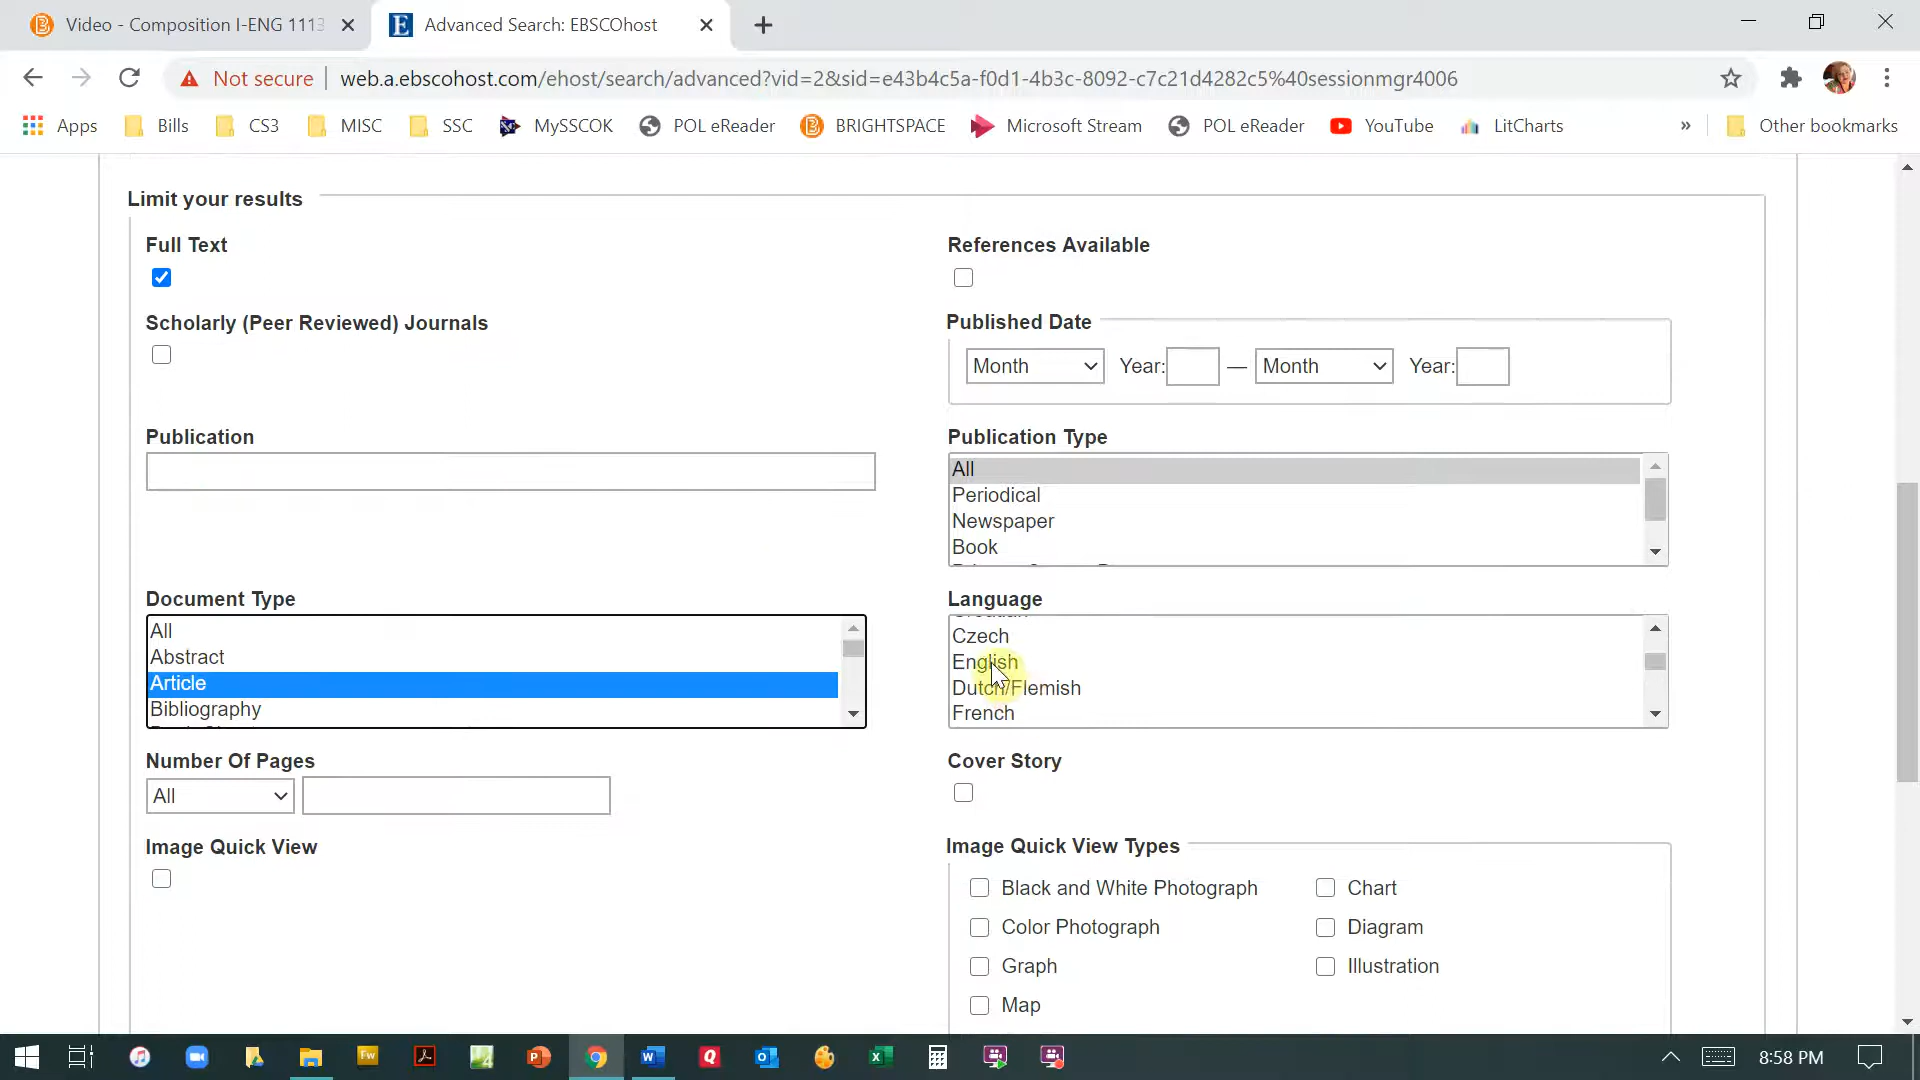 Video - Composition I-ENG 1113
Advanced Search: EBSCOhost
Not secure
web.a.ebscohost.com/ehost/search/advanced?vid=2&sid=e43b4c5a-f0d1-4b3c-8092-c7c21d4282c5%40sessionmgr4006
Apps Bills CS3 MISC SSC MySSCOK POL eReader BRIGHTSPACE Microsoft Stream POL eReader YouTube LitCharts » Other bookmarks
Limit your results
Full Text
References Available
Scholarly (Peer Reviewed) Journals
Published Date
Month Year: — Month Year:
Publication
Publication Type
All
Periodical
Newspaper
Book
Document Type
All
Abstract
Article
Bibliography
Language
Croatian
Czech
English
Dutch/Flemish
French
Number Of Pages
All
Cover Story
Image Quick View
Image Quick View Types
Black and White Photograph
Chart
Color Photograph
Diagram
Graph
Illustration
Map
8:58 PM